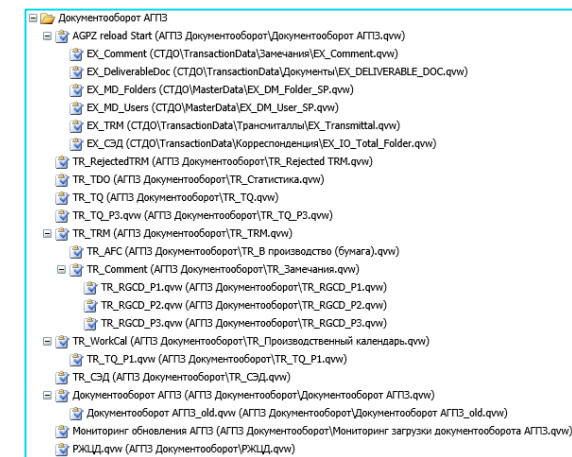 Документооборот АГПЗ
AGPZ reload Start (АГПЗ Документооборот\Документооборот АГПЗ.qvw)
EX_Comment (СТДО\TransactionData\Замечания\EX_Comment.qvw)
EX_DeliverableDoc (СТДО\TransactionData\Документы\EX_DELIVERABLE_DOC.qvw)
EX_MD_Folders (СТДО\MasterData\EX_DM_Folder_SP.qvw)
EX_MD_Users (СТДО\MasterData\EX_DM_User_SP.qvw)
EX_TRM (СТДО\TransactionData\Трансмиталлы\EX_Transmittal.qvw)
EX_СЭД (СТДО\TransactionData\Корреспонденция\EX_IO_Total_Folder.qvw)
TR_RejectedTRM (АГПЗ Документооборот\TR_Rejected TRM.qvw)
TR_TDO (АГПЗ Документооборот\TR_Статистика.qvw)
TR_TQ (АГПЗ Документооборот\TR_TQ.qvw)
TR_TQ_P3.qvw (АГПЗ Документооборот\TR_TQ_P3.qvw)
TR_TRM (АГПЗ Документооборот\TR_TRM.qvw)
TR_AFC (АГПЗ Документооборот\TR_В производство (бумага).qvw)
TR_Comment (АГПЗ Документооборот\TR_Замечания.qvw)
TR_RGCD_P1.qvw (АГПЗ Документооборот\TR_RGCD_P1.qvw)
TR_RGCD_P2.qvw (АГПЗ Документооборот\TR_RGCD_P2.qvw)
TR_RGCD_P3.qvw (АГПЗ Документооборот\TR_RGCD_P3.qvw)
TR_WorkCal (АГПЗ Документооборот\TR_Производственный календарь.qvw)
TR_TQ_P1.qvw (АГПЗ Документооборот\TR_TQ_P1.qvw)
TR_СЭД (АГПЗ Документооборот\TR_СЭД.qvw)
Документооборот АГПЗ (АГПЗ Документооборот\Документооборот АГПЗ.qvw)
Документооборот АГПЗ_old.qvw (АГПЗ Документооборот\Документооборот АГПЗ_old.qvw)
Мониторинг обновления АГПЗ (АГПЗ Документооборот\Мониторинг загрузки документооборота АГПЗ.qvw)
РЖЦД.qvw (АГПЗ Документооборот\РЖЦД.qvw)